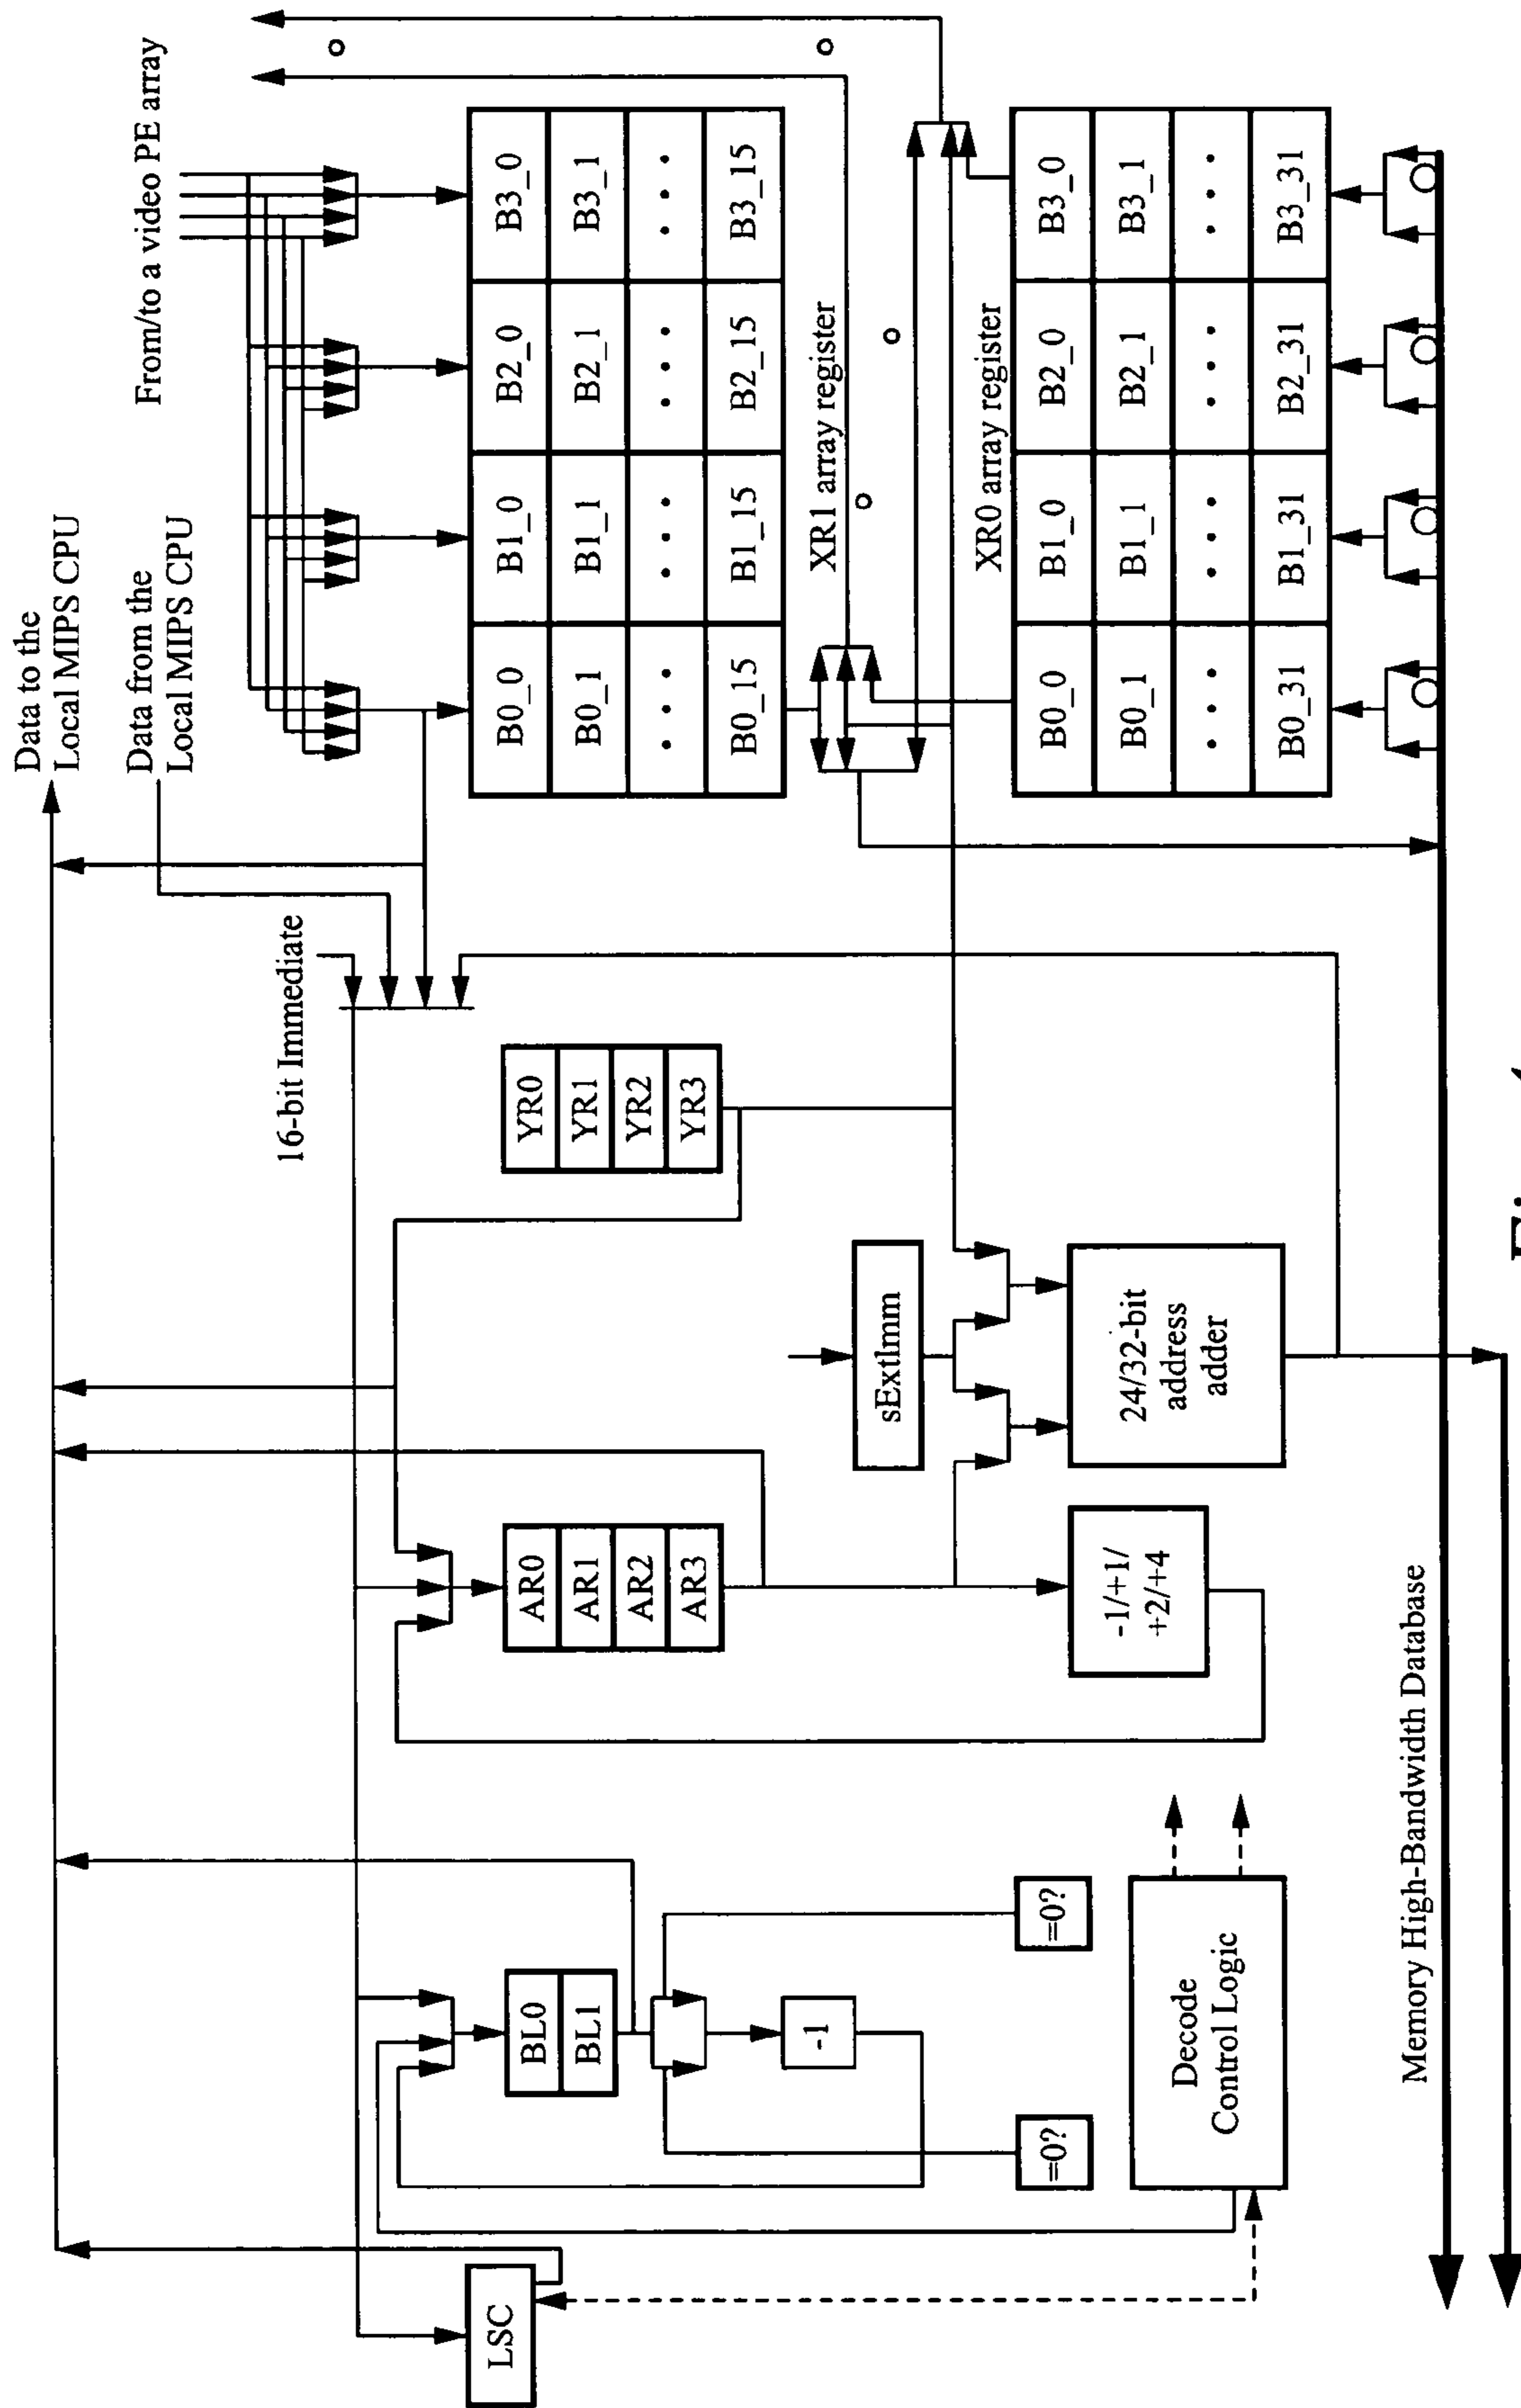 Data to the
Local MIPS CPU
Data from the
Local MIPS CPU
From/to a video PE array
16-bit Immediate
LSC
BL0
BL1
-1
=0?
=0?
Decode
Control Logic
AR0
AR1
AR2
AR3
-1/+1/
+2/+4
YR0
YR1
YR2
YR3
sExtImm
24/32-bit
address
adder
B0_0 B1_0 B2_0 B3_0
B0_1 B1_1 B2_1 B3_1
• • • • • • • • • • • •
B0_15 B1_15 B2_15 B3_15
XR1 array register
XR0 array register
B0_0 B1_0 B2_0 B3_0
B0_1 B1_1 B2_1 B3_1
• • • • • • • • • • • •
B0_31 B1_31 B2_31 B3_31
Memory High-Bandwidth Database